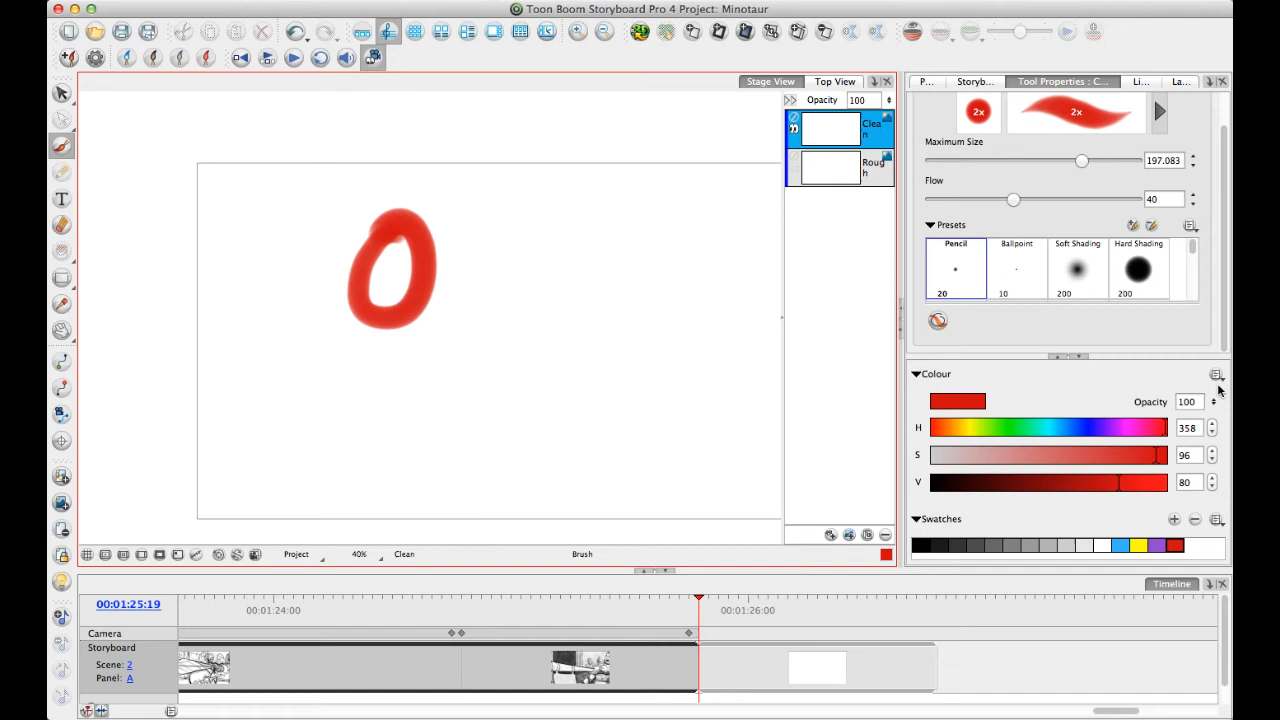 Toon Boom Storyboard Pro 4 Project: Minotaur
Stage View
Top View
Opacity 100
Clea
n
Roug
h
P...
Storyb...
Tool Properties : C...
Li...
La...
2x
2x
Maximum Size
197.083
Flow
40
Presets
Pencil
Ballpoint
Soft Shading
Hard Shading
20
10
200
200
Colour
Opacity 100
H 358
S 96
V 80
Swatches
Project
40%
Clean
Brush
Timeline
00:01:25:19
00:01:24:00
00:01:26:00
Camera
Storyboard
Scene: 2
Panel: A